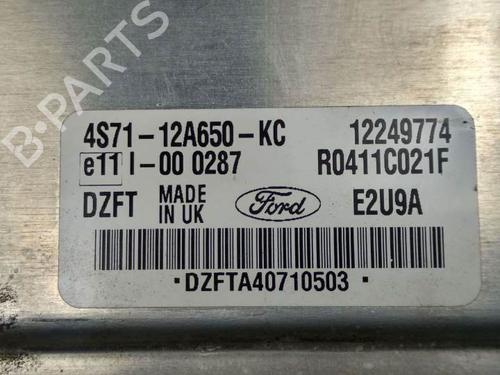 B-PARTS
4S71-12A650-KC 12249774
e11 I-00 0287 R0411C021F
DZFT MADE IN UK Ford E2U9A
DZFTA40710503